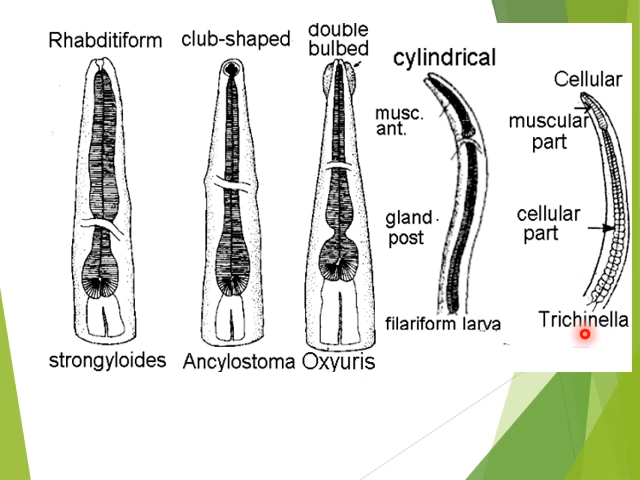 Rhabditiform
club-shaped
double
bulbed
cylindrical
Cellular
musc.
ant.
muscular
part
gland
post
cellular
part
strongyloides
Ancylostoma
Oxyuris
filariform larva
Trichinella